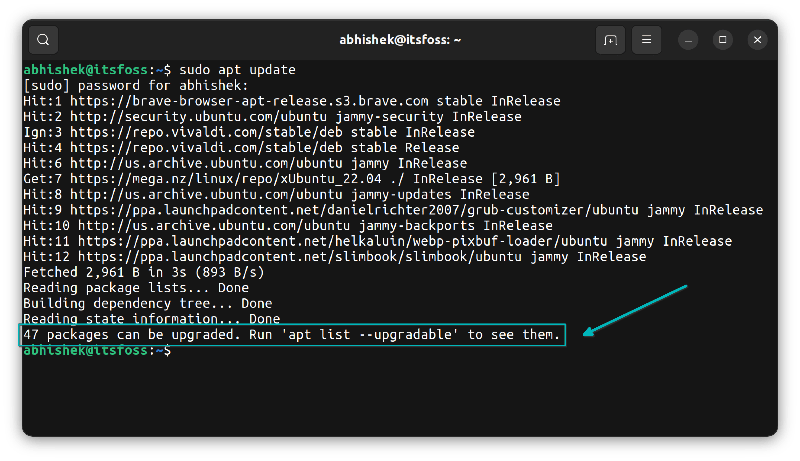 abhishek@itsfoss: ~
abhishek@itsfoss:~$ sudo apt update
[sudo] password for abhishek:
Hit:1 https://brave-browser-apt-release.s3.brave.com stable InRelease
Hit:2 http://security.ubuntu.com/ubuntu jammy-security InRelease
Ign:3 https://repo.vivaldi.com/stable/deb stable InRelease
Hit:4 https://repo.vivaldi.com/stable/deb stable Release
Hit:6 http://us.archive.ubuntu.com/ubuntu jammy InRelease
Get:7 https://mega.nz/linux/repo/xUbuntu_22.04 ./ InRelease [2,961 B]
Hit:8 http://us.archive.ubuntu.com/ubuntu jammy-updates InRelease
Hit:9 https://ppa.launchpadcontent.net/danielrichter2007/grub-customizer/ubuntu jammy InRelease
Hit:10 http://us.archive.ubuntu.com/ubuntu jammy-backports InRelease
Hit:11 https://ppa.launchpadcontent.net/helkaluin/webp-pixbuf-loader/ubuntu jammy InRelease
Hit:12 https://ppa.launchpadcontent.net/slimbook/slimbook/ubuntu jammy InRelease
Fetched 2,961 B in 3s (893 B/s)
Reading package lists... Done
Building dependency tree... Done
Reading state information... Done
47 packages can be upgraded. Run 'apt list --upgradable' to see them.
abhishek@itsfoss:~$